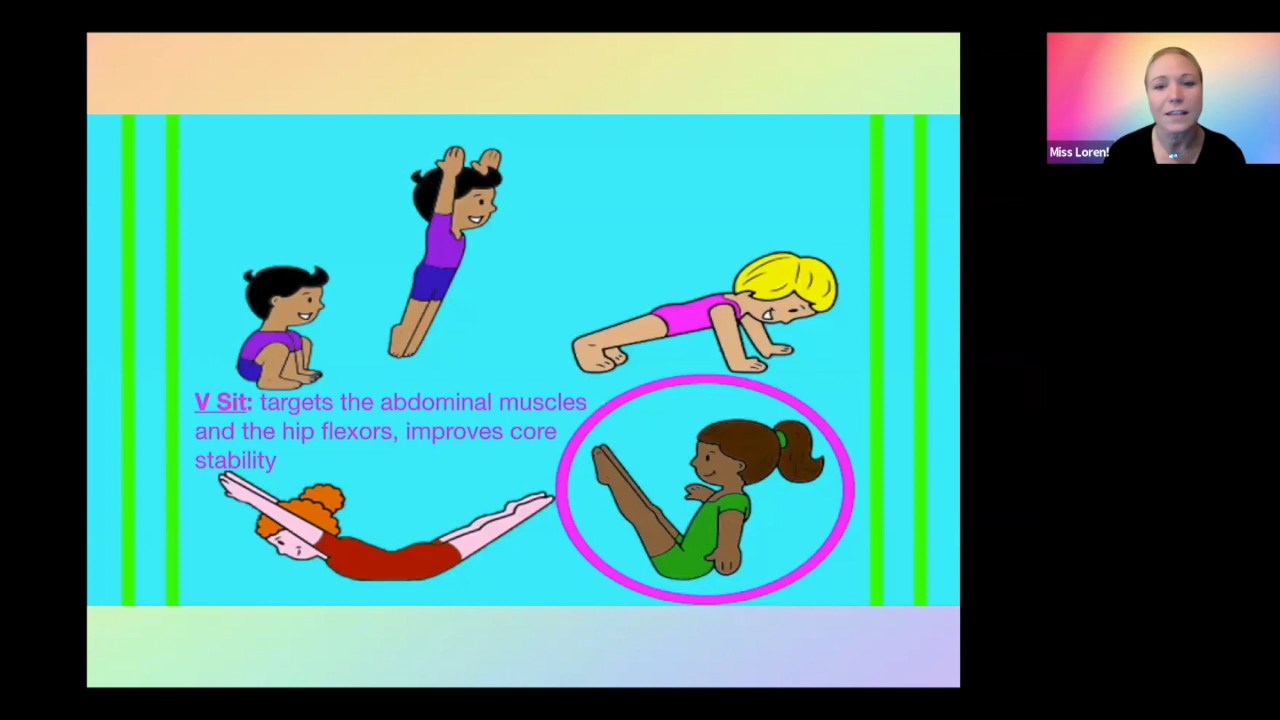 V Sit: targets the abdominal muscles
and the hip flexors, improves core
stability
Miss Loren!